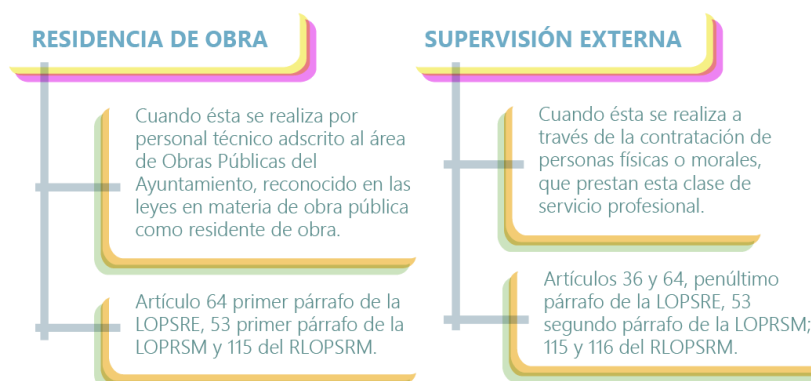 RESIDENCIA DE OBRA
Cuando ésta se realiza por
personal técnico adscrito al área
de Obras Públicas del
Ayuntamiento, reconocido en las
leyes en materia de obra pública
como residente de obra.
Artículo 64 primer párrafo de la
LOPSRE, 53 primer párrafo de la
LOPRSM y 115 del RLOPSRM.
SUPERVISIÓN EXTERNA
Cuando ésta se realiza a
través de la contratación de
personas físicas o morales,
que prestan esta clase de
servicio profesional.
Artículos 36 y 64, penúltimo
párrafo de la LOPSRE, 53
segundo párrafo de la LOPRSM;
115 y 116 del RLOPSRM.